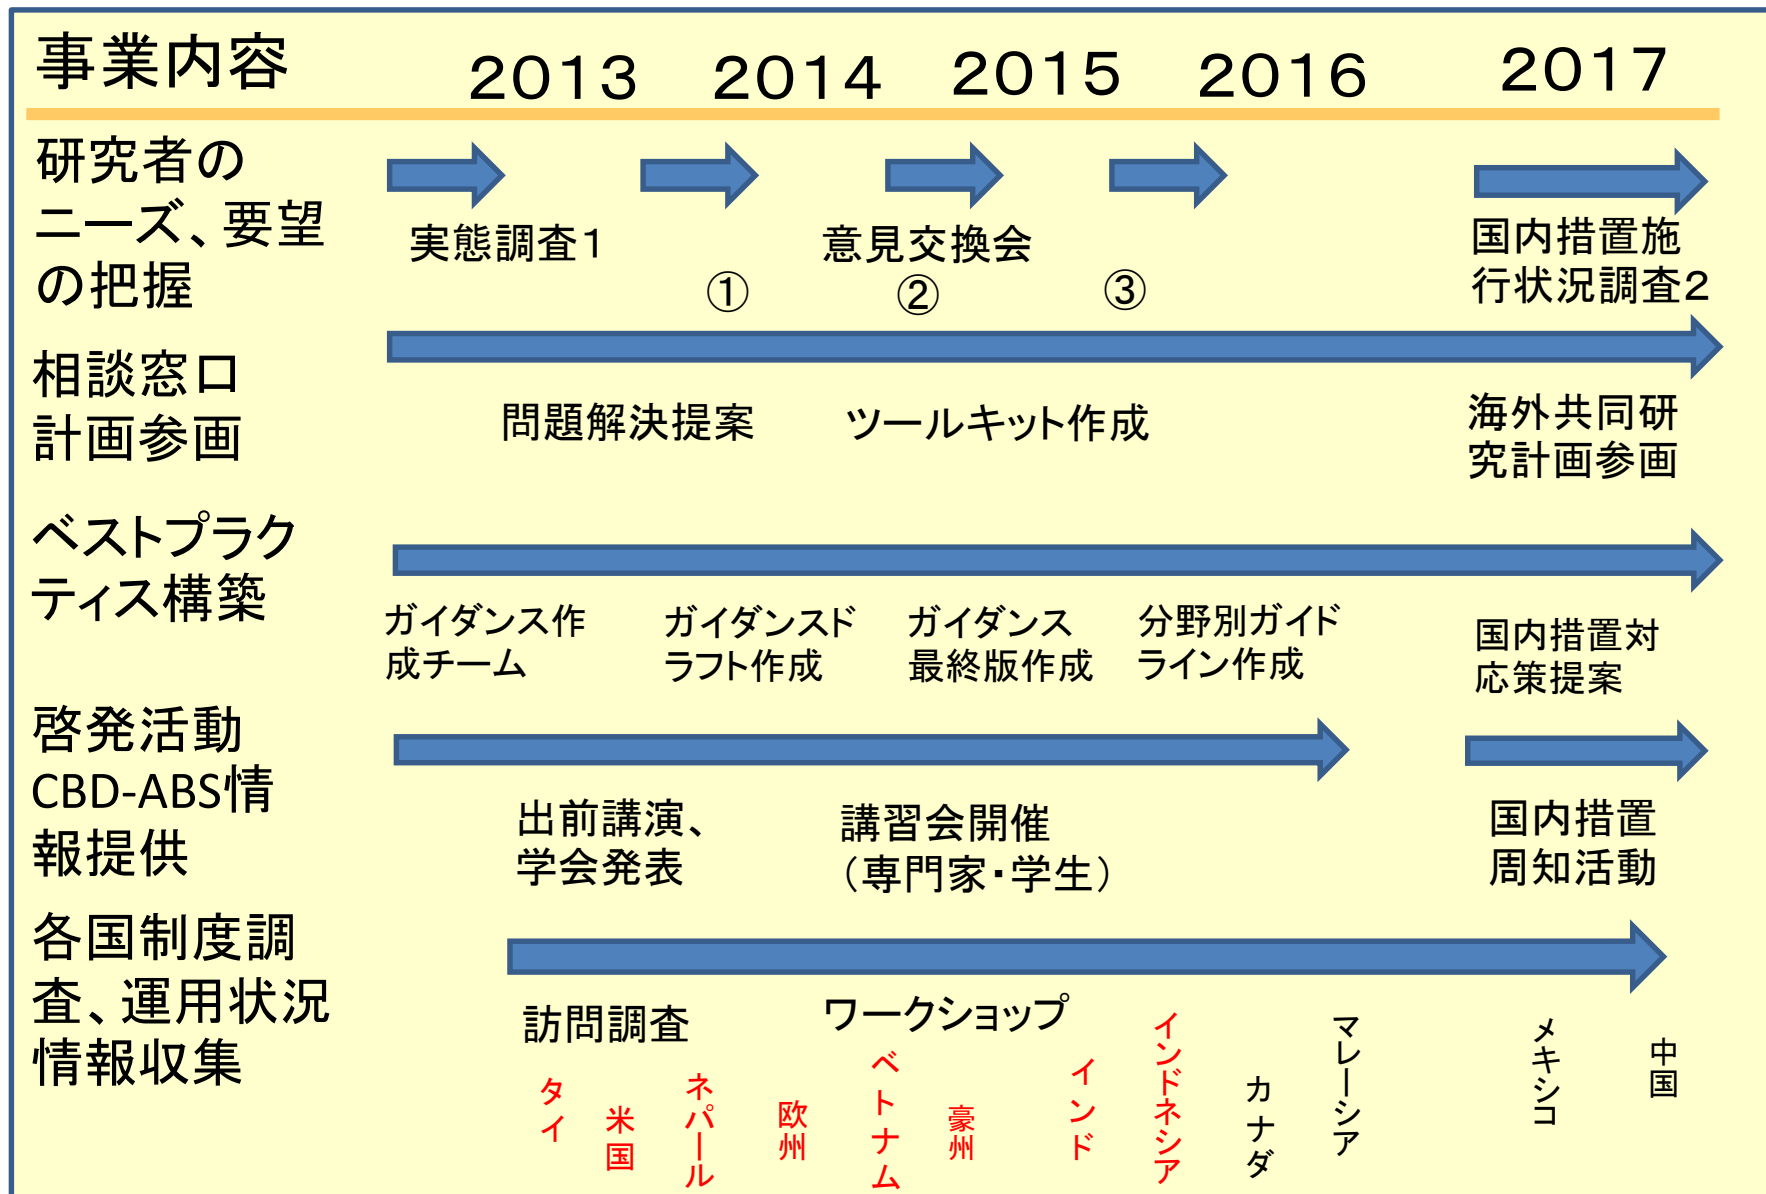 事業内容
2013 2014 2015 2016 2017
研究者の
ニーズ、要望
の把握
実態調査1
意見交換会
① ② ③
国内措置施
行状況調査2
相談窓口
計画参画
問題解決提案
ツールキット作成
海外共同研
究計画参画
ベストプラク
ティス構築
ガイダンス作
成チーム
ガイダンスド
ラフト作成
ガイダンス
最終版作成
分野別ガイド
ライン作成
国内措置対
応策提案
啓発活動
CBD-ABS情
報提供
出前講演、
学会発表
講習会開催
(専門家・学生)
国内措置
周知活動
各国制度調
査、運用状況
情報収集
訪問調査
ワークショップ
タイ
米国
ネパール
欧州
ベトナム
豪州
インド
インドネシア
カナダ
マレーシア
メキシコ
中国